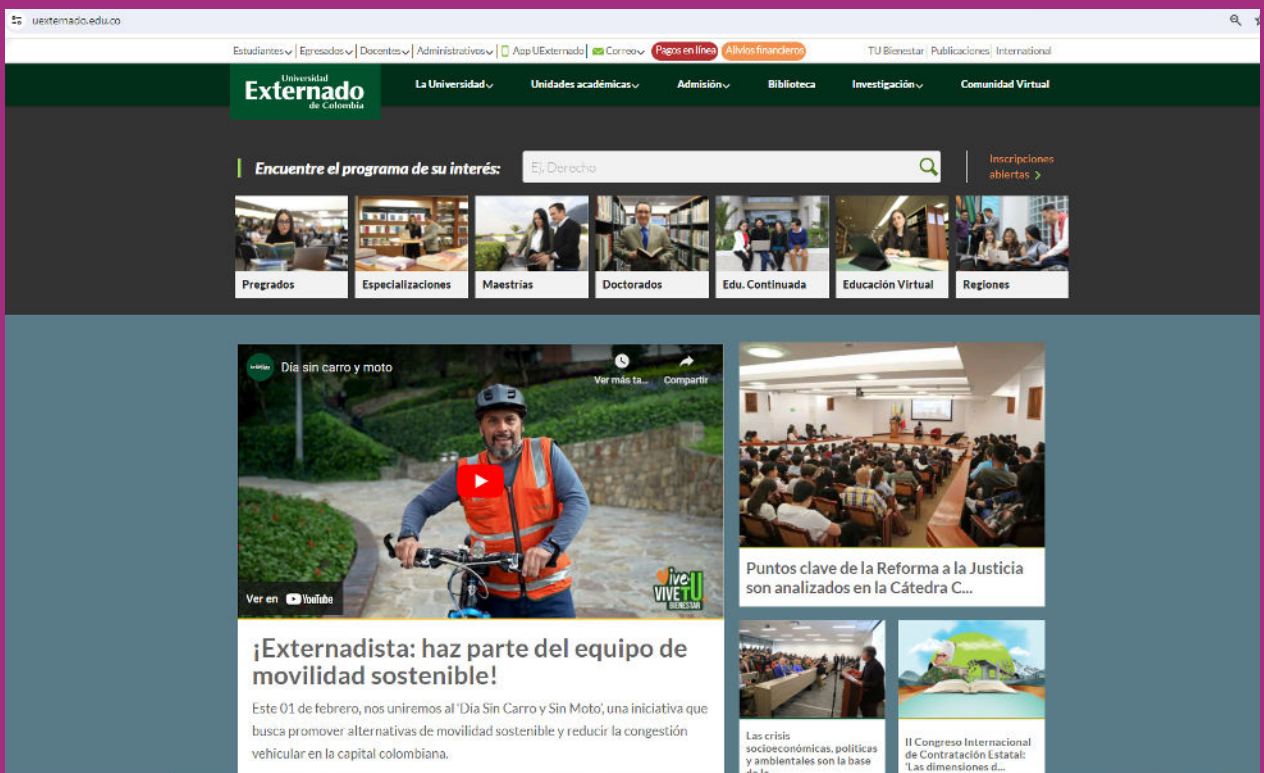 uexternado.edu.co
Estudiantes | Egresados | Docentes | Administrativos | App UExternado | Correo Pagos en línea Alivios financieros TU Bienestar | Publicaciones | International
Universidad
Externado
de Colombia
La Universidad Unidades académicas Admisión Biblioteca Investigación Comunidad Virtual
Encuentre el programa de su interés: Ej. Derecho
Inscripciones
abiertas >
Pregrados Especializaciones Maestrías Doctorados Edu. Continuada Educación Virtual Regiones
Día sin carro y moto
Ver más ta... Compartir
Ver en YouTube
Vive
VIVE TU
BIENESTAR
¡Externadista: haz parte del equipo de
movilidad sostenible!
Este 01 de febrero, nos uniremos al 'Día Sin Carro y Sin Moto', una iniciativa que
busca promover alternativas de movilidad sostenible y reducir la congestión
vehicular en la capital colombiana.
Puntos clave de la Reforma a la Justicia
son analizados en la Cátedra C...
Las crisis
socioeconómicas, políticas
y ambientales son la base
de la
II Congreso Internacional
de Contratación Estatal:
'Las dimensiones d...